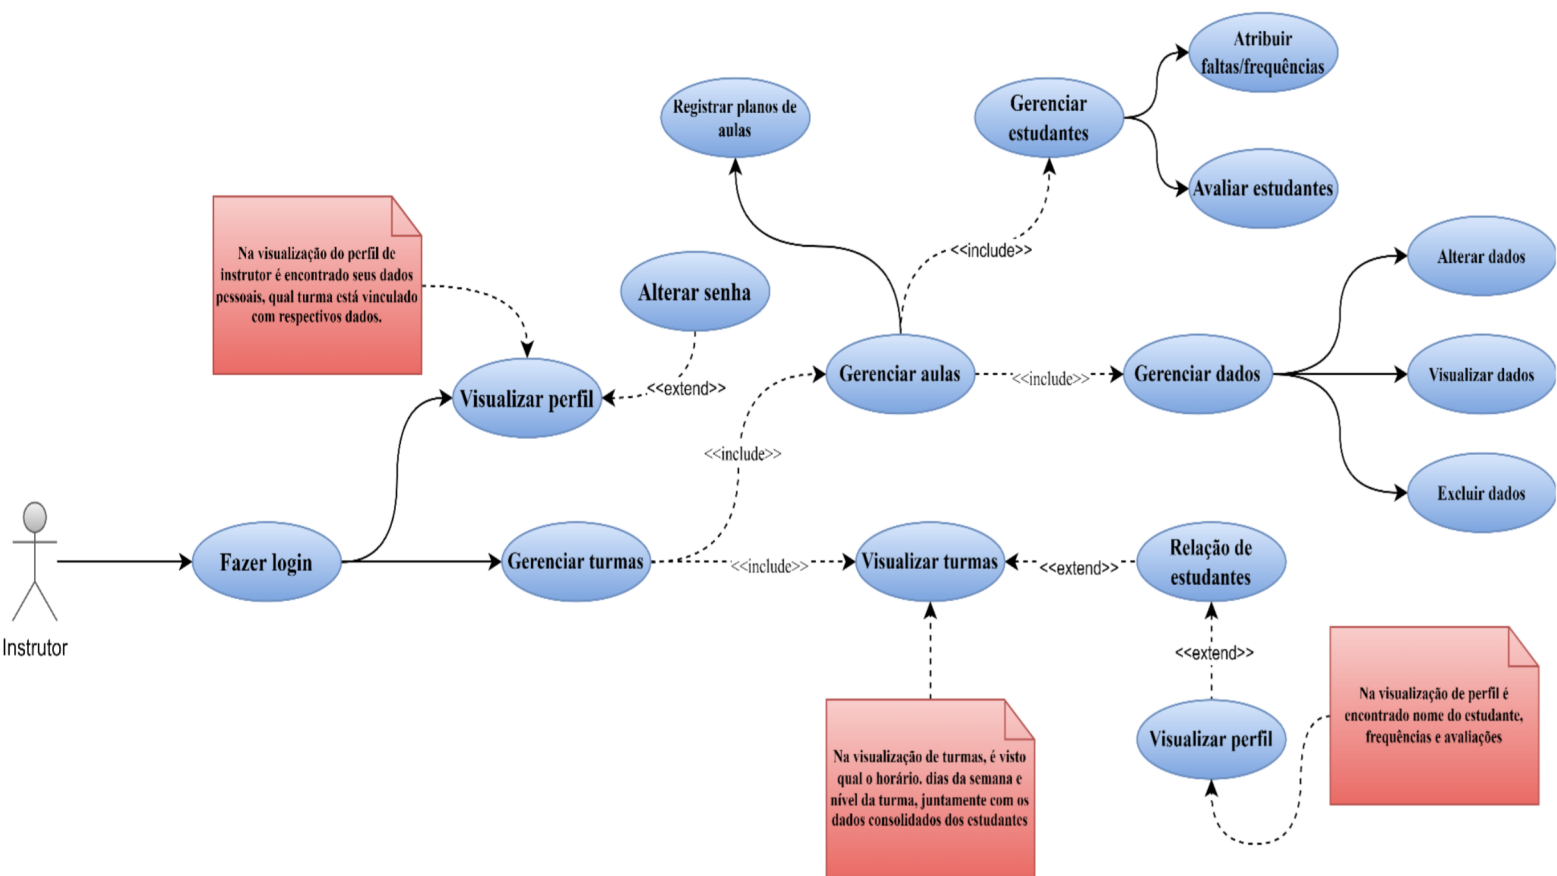 Atribuir
faltas/frequências
Registrar planos de
aulas
Gerenciar
estudantes
Avaliar estudantes
<<include>>
Na visualização do perfil de
instrutor é encontrado seus dados
pessoais, qual turma está vinculado
com respectivos dados.
Alterar senha
Alterar dados
<<extend>>
Visualizar perfil
Gerenciar aulas
<<include>>
Gerenciar dados
Visualizar dados
<<include>>
Excluir dados
Instrutor
Fazer login
Gerenciar turmas
<<include>>
Visualizar turmas
<<extend>>
Relação de
estudantes
<<extend>>
Visualizar perfil
Na visualização de perfil é
encontrado nome do estudante,
frequências e avaliações
Na visualização de turmas, é visto
qual o horário. dias da semana e
nível da turma, juntamente com os
dados consolidados dos estudantes